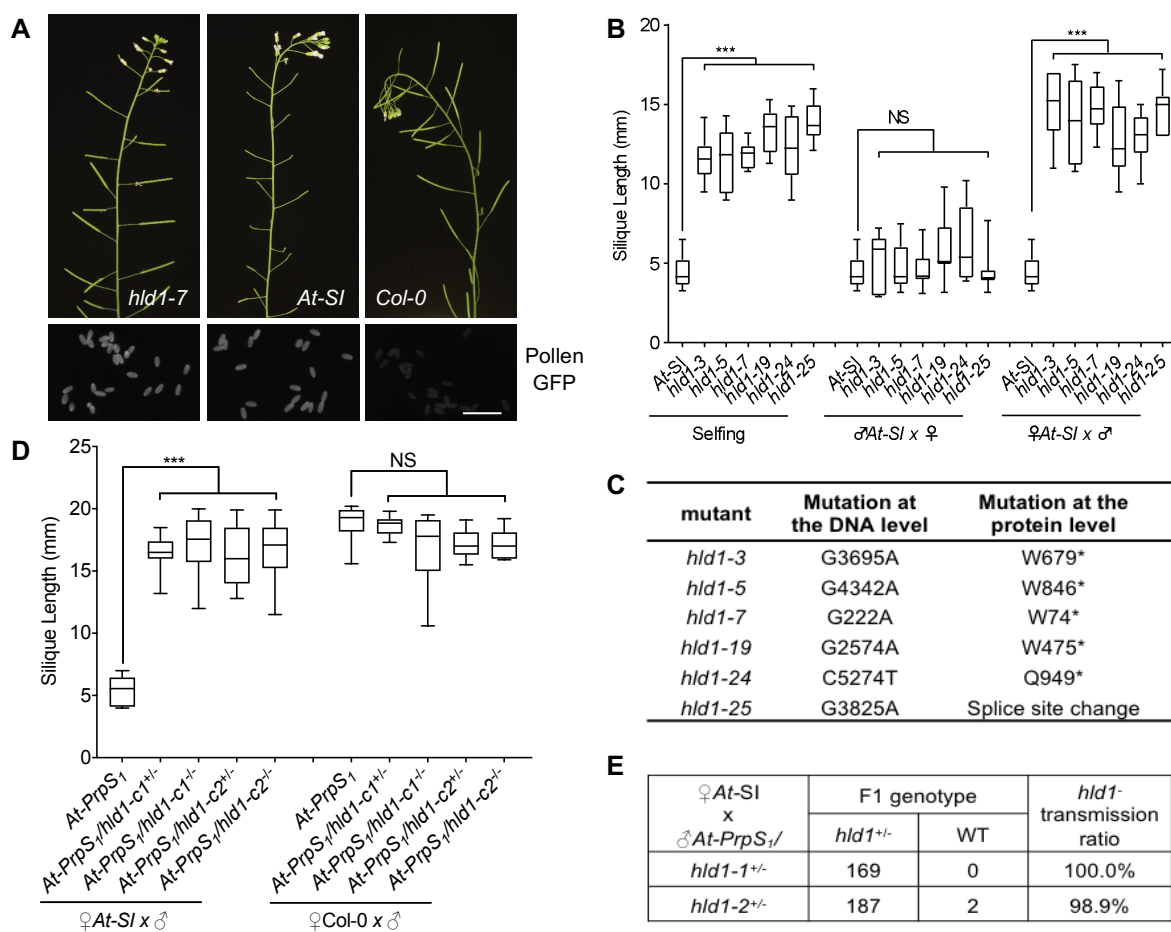 A
hld1-7
At-SI
Col-0
Pollen
GFP
B
Silique Length (mm)
20
15
10
5
0
***
NS
***
At-SI
hld1-3
hld1-5
hld1-7
hld1-19
hld1-24
hld1-25
At-SI
hld1-3
hld1-5
hld1-7
hld1-19
hld1-24
hld1-25
At-SI
hld1-3
hld1-5
hld1-7
hld1-19
hld1-24
hld1-25
Selfing
♂At-SI x ♀
♀At-SI x ♂
C
mutant Mutation at the DNA level Mutation at the protein level
hld1-3 G3695A W679*
hld1-5 G4342A W846*
hld1-7 G222A W74*
hld1-19 G2574A W475*
hld1-24 C5274T Q949*
hld1-25 G3825A Splice site change
D
Silique Length (mm)
25
20
15
10
5
0
***
NS
At-PrpS₁
At-PrpS₁/hld1-c1⁺/⁻
At-PrpS₁/hld1-c1⁻/⁻
At-PrpS₁/hld1-c2⁺/⁻
At-PrpS₁/hld1-c2⁻/⁻
At-PrpS₁
At-PrpS₁/hld1-c1⁺/⁻
At-PrpS₁/hld1-c1⁻/⁻
At-PrpS₁/hld1-c2⁺/⁻
At-PrpS₁/hld1-c2⁻/⁻
♀At-SI x ♂
♀Col-0 x ♂
E
♀At-SI x ♂At-PrpS₁/ F1 genotype hld1⁻ transmission ratio
hld1⁺/⁻ WT
hld1-1⁺/⁻ 169 0 100.0%
hld1-2⁺/⁻ 187 2 98.9%